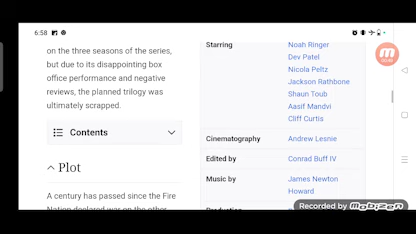 6:58
on the three seasons of the series,
but due to its disappointing box
office performance and negative
reviews, the planned trilogy was
ultimately scrapped.
Contents
Plot
A century has passed since the Fire
Nation declared war on the other
Starring
Noah Ringer
Dev Patel
Nicola Peltz
Jackson Rathbone
Shaun Toub
Aasif Mandvi
Cliff Curtis
Cinematography Andrew Lesnie
Edited by Conrad Buff IV
Music by James Newton
Howard
Production
Recorded by Mobizen